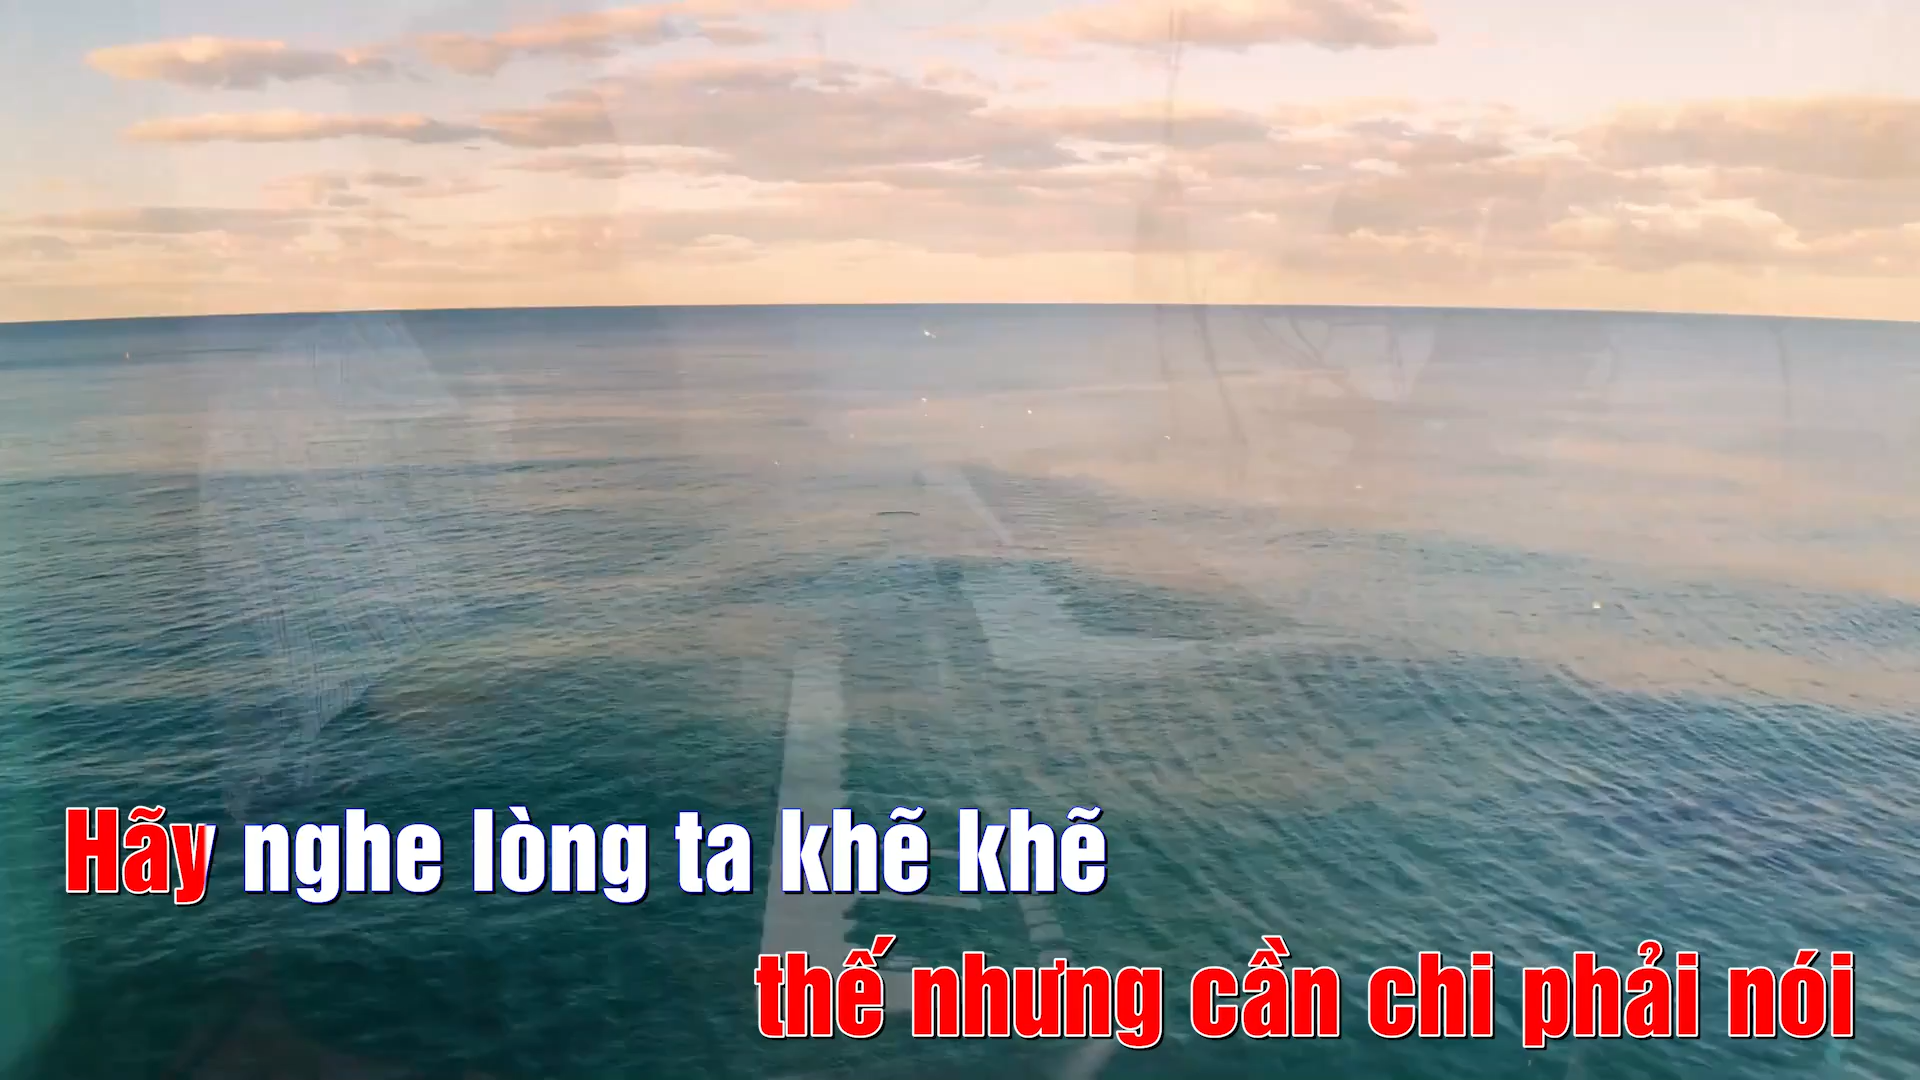 Hãy nghe lòng ta khẽ khẽ
thế nhưng cần chi phải nói